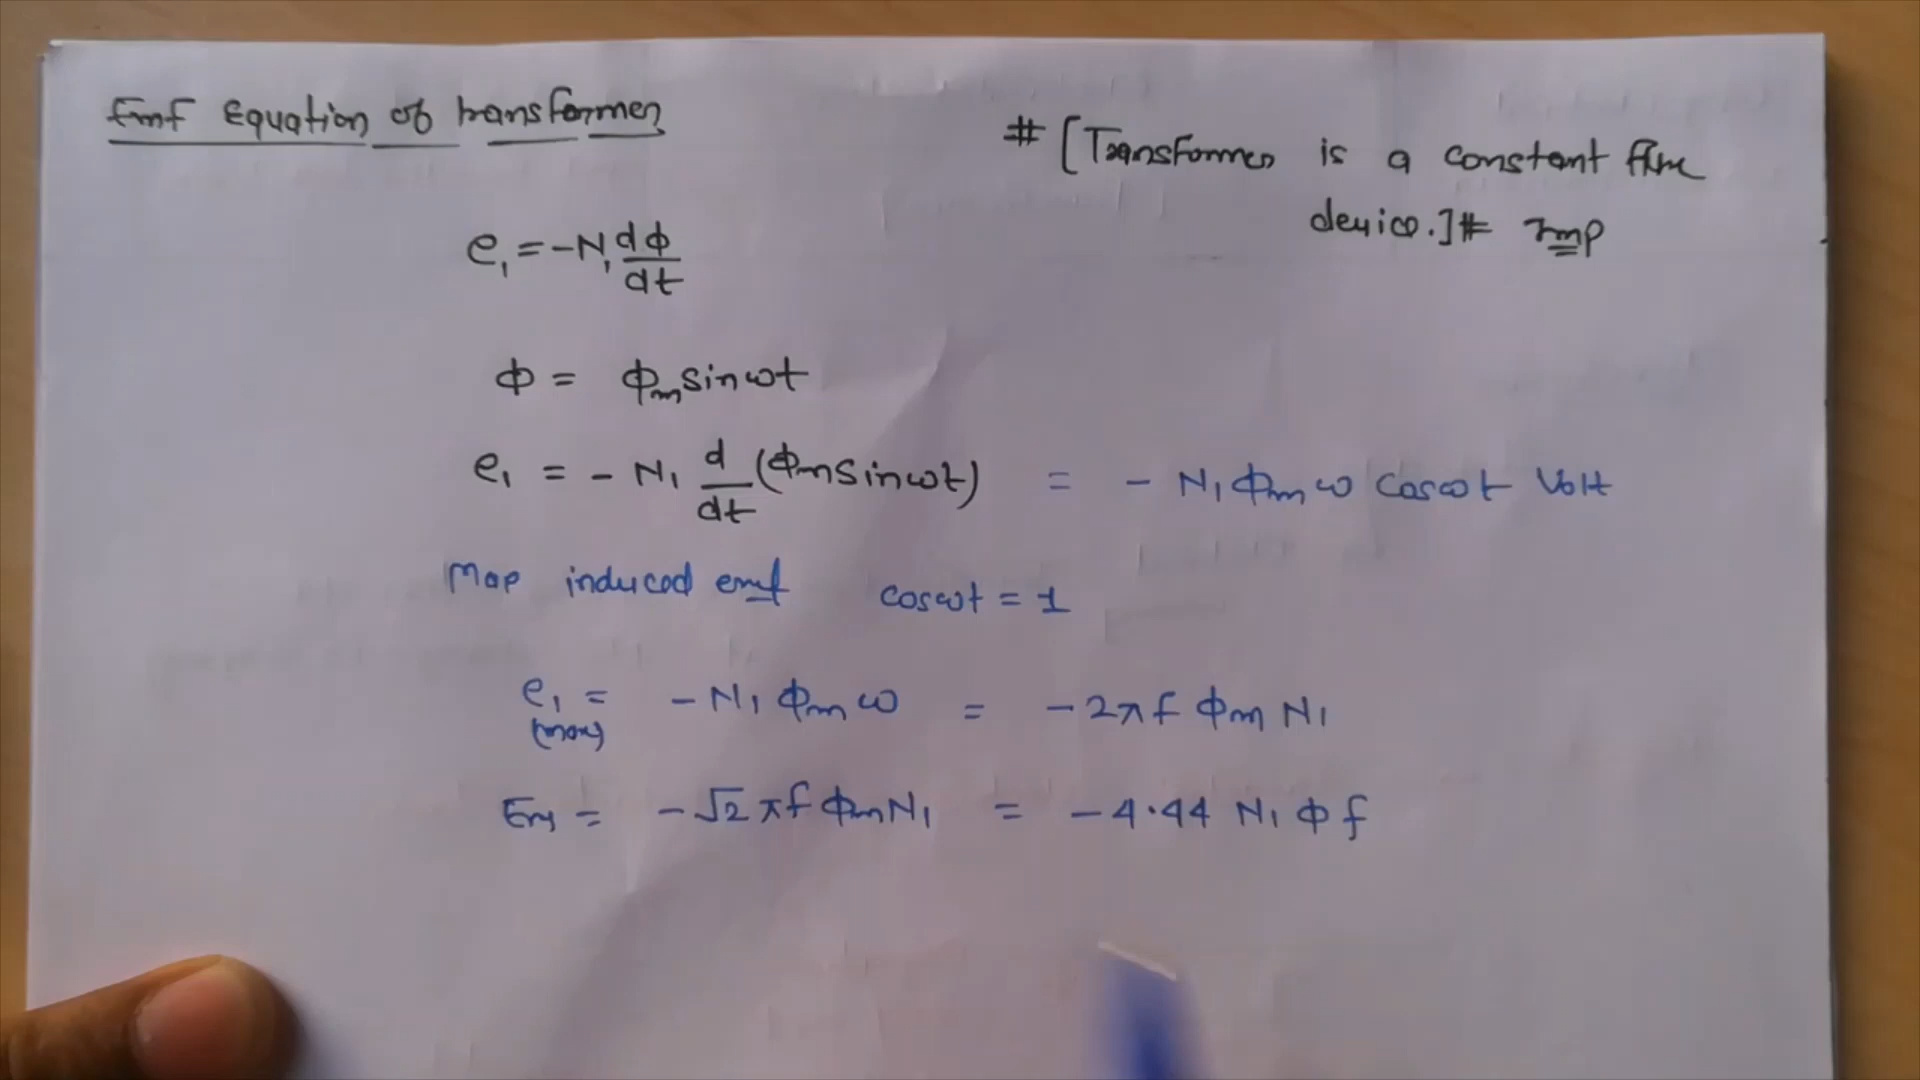 Emf Equation of transformer
# [Transformer is a constant flux
device.]# Imp
e₁ = -N₁ dϕ/dt
ϕ = ϕm sinωt
e₁ = - N₁ d/dt (ϕm sinωt) = - N₁ ϕm ω cosωt Volt
Max induced emf cosωt = 1
e₁ (max) = - N₁ ϕm ω = - 2πf ϕm N₁
= - √2 πf ϕm N₁ = - 4.44 N₁ ϕ f